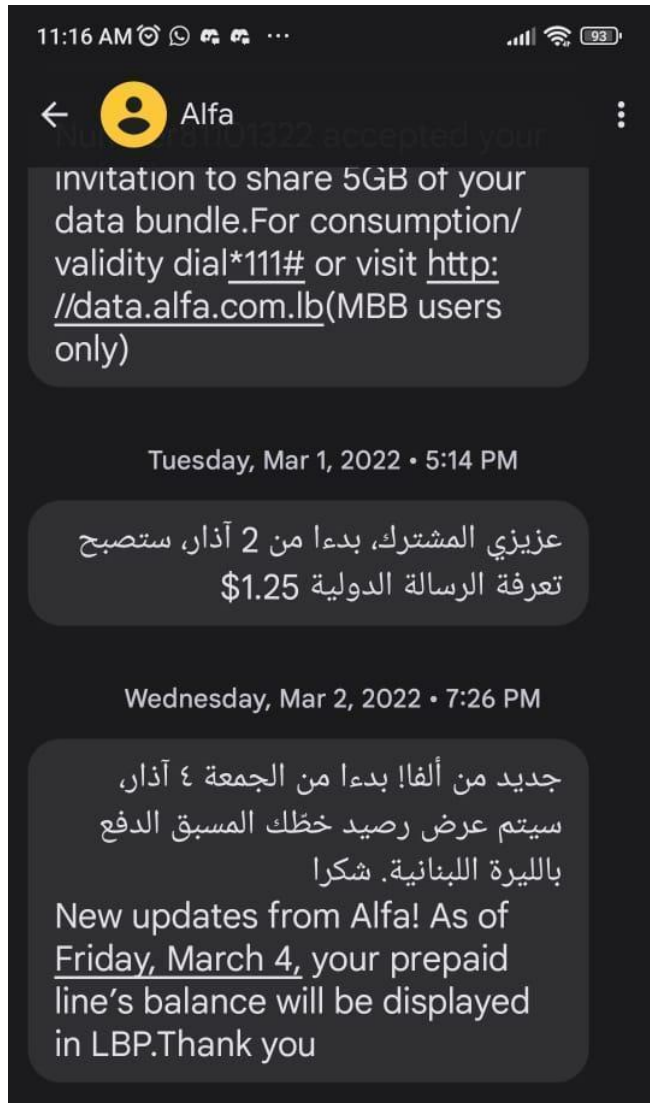 11:16 AM
93
Alfa
accepted your
invitation to share 5GB of your
data bundle.For consumption/
validity dial*111# or visit http:
//data.alfa.com.lb(MBB users
only)
Tuesday, Mar 1, 2022 • 5:14 PM
عزيزي المشترك، بدءا من 2 آذار، ستصبح
تعرفة الرسالة الدولية 1.25$
Wednesday, Mar 2, 2022 • 7:26 PM
جديد من ألفا! بدءا من الجمعة ٤ آذار،
سيتم عرض رصيد خطّك المسبق الدفع
بالليرة اللبنانية. شكرا
New updates from Alfa! As of
Friday, March 4, your prepaid
line’s balance will be displayed
in LBP.Thank you